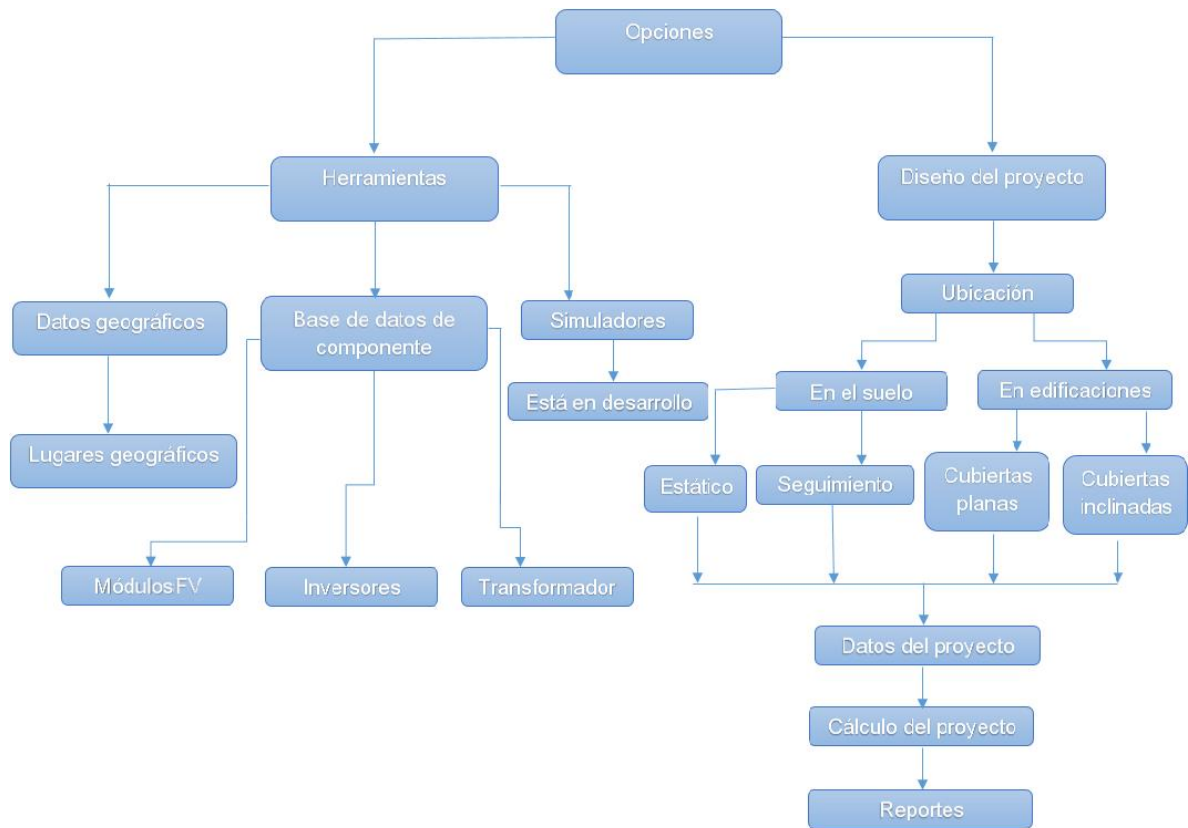 Opciones
Herramientas
Diseño del proyecto
Datos geográficos
Base de datos de
componente
Simuladores
Ubicación
Está en desarrollo
En el suelo
En edificaciones
Lugares geográficos
Estático
Seguimiento
Cubiertas
planas
Cubiertas
inclinadas
Módulos FV
Inversores
Transformador
Datos del proyecto
Cálculo del proyecto
Reportes